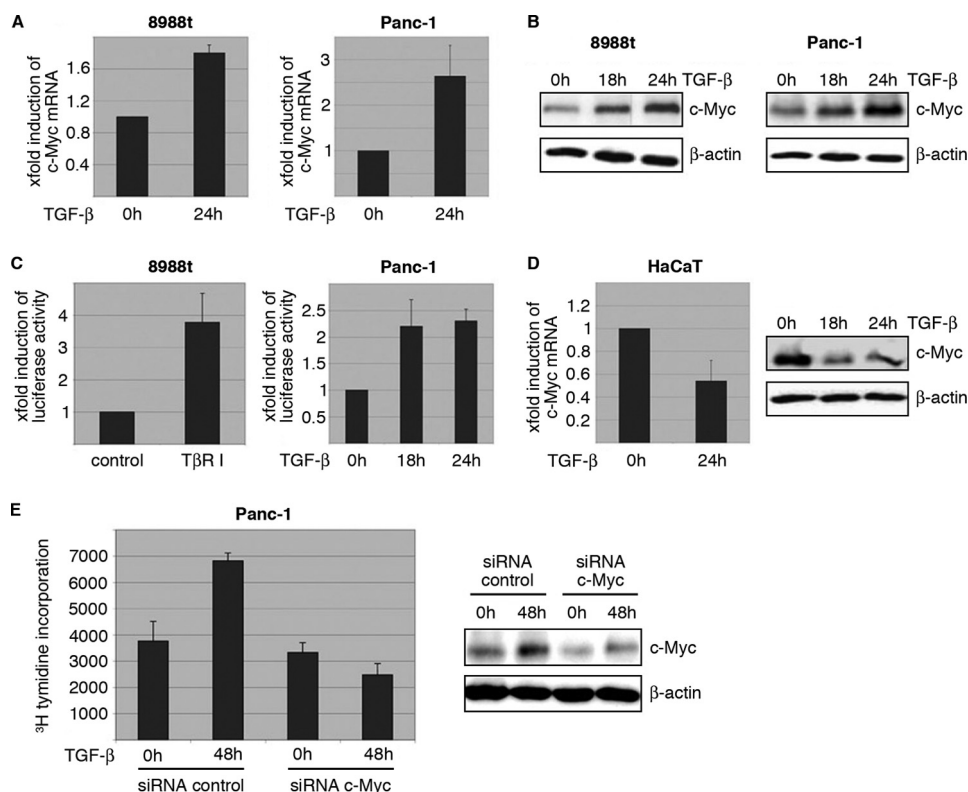 A
8988t
Panc-1
xfold induction of
c-Myc mRNA
1.6
1.2
0.8
0.4
TGF-β 0h 24h
xfold induction of
c-Myc mRNA
3
2
1
0h 24h
B
8988t
Panc-1
0h 18h 24h TGF-β
c-Myc
β-actin
0h 18h 24h TGF-β
c-Myc
β-actin
C
8988t
Panc-1
xfold induction of
luciferase activity
4
3
2
1
control TβR I
xfold induction of
luciferase activity
2.5
2
1.5
1
0.5
TGF-β 0h 18h 24h
D
HaCaT
xfold induction of
c-Myc mRNA
1.2
1
0.8
0.6
0.4
0.2
TGF-β 0h 24h
0h 18h 24h TGF-β
c-Myc
β-actin
E
Panc-1
³H tymidine incorporation
7000
6000
5000
4000
3000
2000
1000
TGF-β 0h 48h 0h 48h
siRNA control siRNA c-Myc
siRNA siRNA
control c-Myc
0h 48h 0h 48h
c-Myc
β-actin